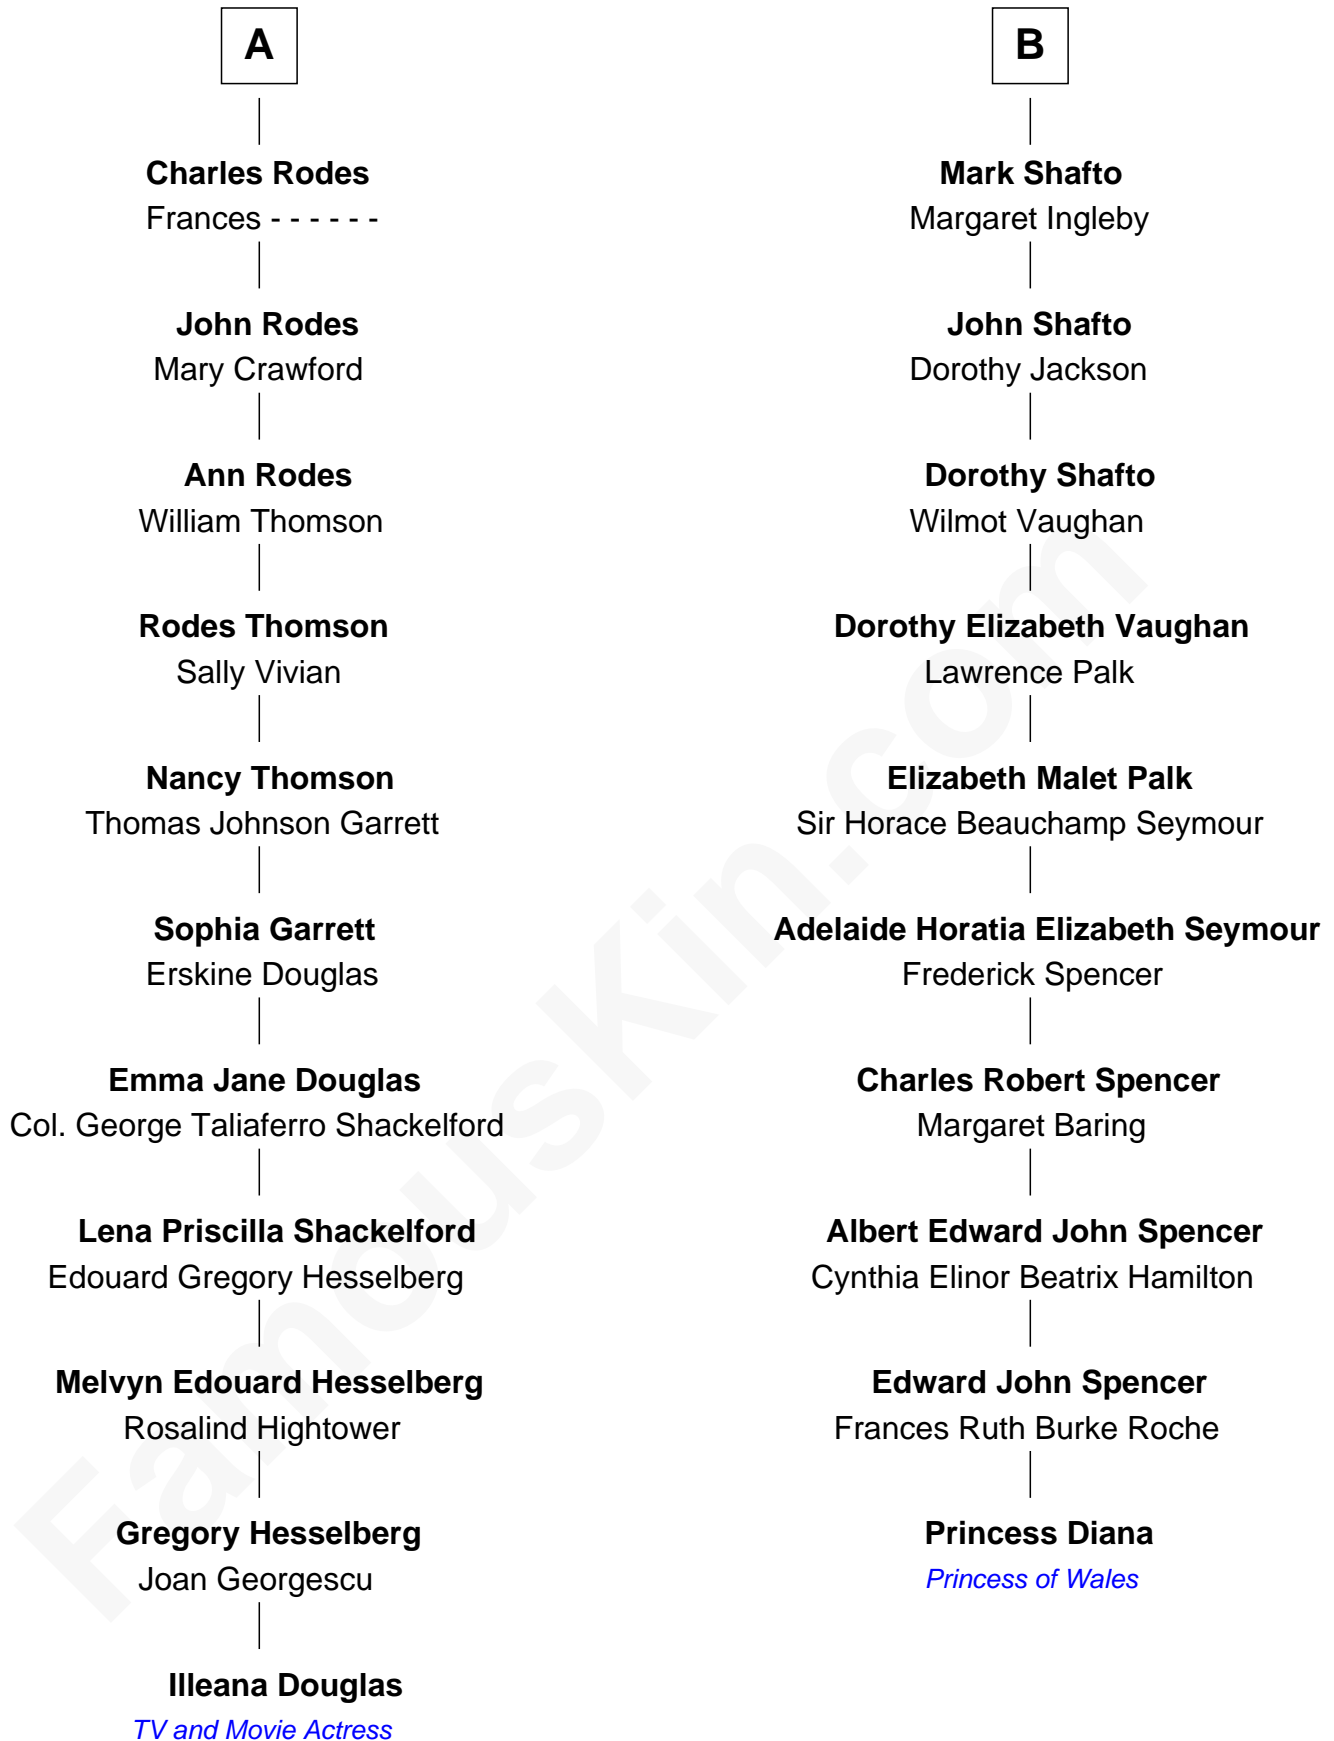 A
Charles Rodes
Frances - - - - - -
John Rodes
Mary Crawford
Ann Rodes
William Thomson
Rodes Thomson
Sally Vivian
Nancy Thomson
Thomas Johnson Garrett
Sophia Garrett
Erskine Douglas
Emma Jane Douglas
Col. George Taliaferro Shackelford
Lena Priscilla Shackelford
Edouard Gregory Hesselberg
Melvyn Edouard Hesselberg
Rosalind Hightower
Gregory Hesselberg
Joan Georgescu
Illeana Douglas
TV and Movie Actress
B
Mark Shafto
Margaret Ingleby
John Shafto
Dorothy Jackson
Dorothy Shafto
Wilmot Vaughan
Dorothy Elizabeth Vaughan
Lawrence Palk
Elizabeth Malet Palk
Sir Horace Beauchamp Seymour
Adelaide Horatia Elizabeth Seymour
Frederick Spencer
Charles Robert Spencer
Margaret Baring
Albert Edward John Spencer
Cynthia Elinor Beatrix Hamilton
Edward John Spencer
Frances Ruth Burke Roche
Princess Diana
Princess of Wales
FamousKin.com